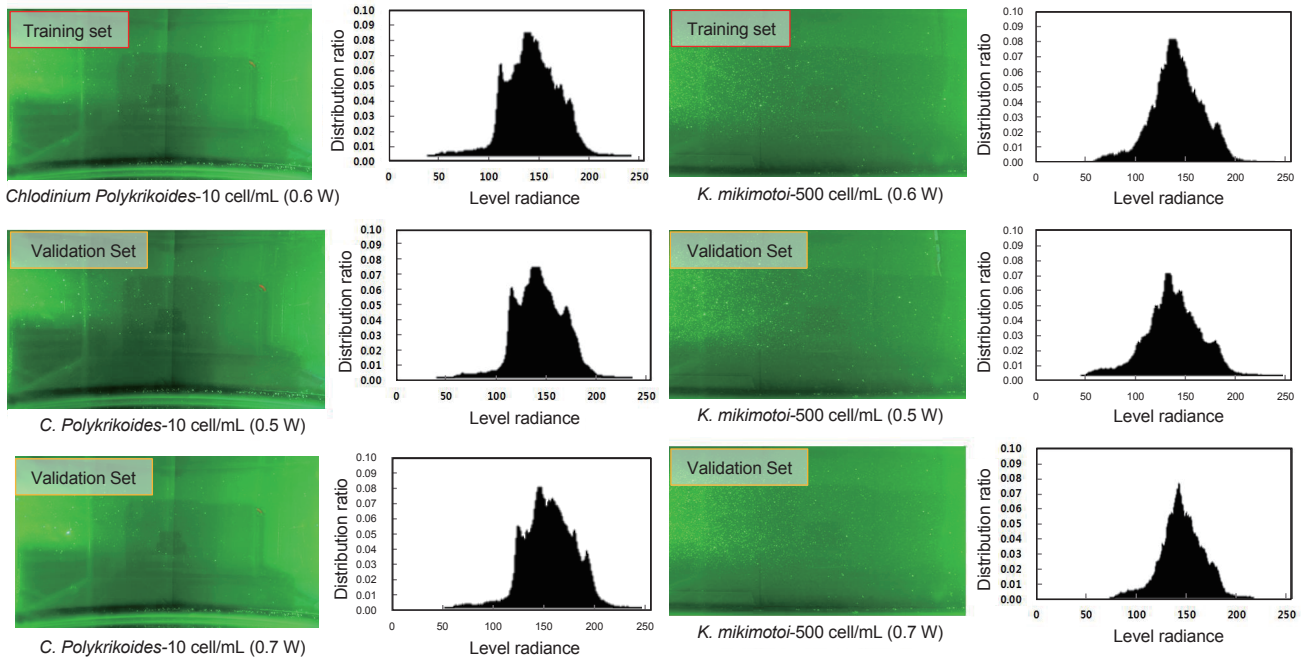 Training set
0.10
0.09
0.08
0.07
0.06
0.05
0.04
0.03
0.02
0.01
0.00
Distribution ratio
0 50 100 150 200 250
Level radiance
Chlodinium Polykrikoides-10 cell/mL (0.6 W)
Training set
0.10
0.09
0.08
0.07
0.06
0.05
0.04
0.03
0.02
0.01
0.00
Distribution ratio
0 50 100 150 200 250
Level radiance
K. mikimotoi-500 cell/mL (0.6 W)
Validation Set
0.10
0.09
0.08
0.07
0.06
0.05
0.04
0.03
0.02
0.01
0.00
Distribution ratio
0 50 100 150 200 250
Level radiance
C. Polykrikoides-10 cell/mL (0.5 W)
Validation Set
0.10
0.09
0.08
0.07
0.06
0.05
0.04
0.03
0.02
0.01
0.00
Distribution ratio
0 50 100 150 200 250
Level radiance
K. mikimotoi-500 cell/mL (0.5 W)
Validation Set
0.10
0.09
0.08
0.07
0.06
0.05
0.04
0.03
0.02
0.01
0.00
Distribution ratio
0 50 100 150 200 250
Level radiance
C. Polykrikoides-10 cell/mL (0.7 W)
Validation Set
0.10
0.09
0.08
0.07
0.06
0.05
0.04
0.03
0.02
0.01
0.00
Distribution ratio
0 50 100 150 200 250
Level radiance
K. mikimotoi-500 cell/mL (0.7 W)